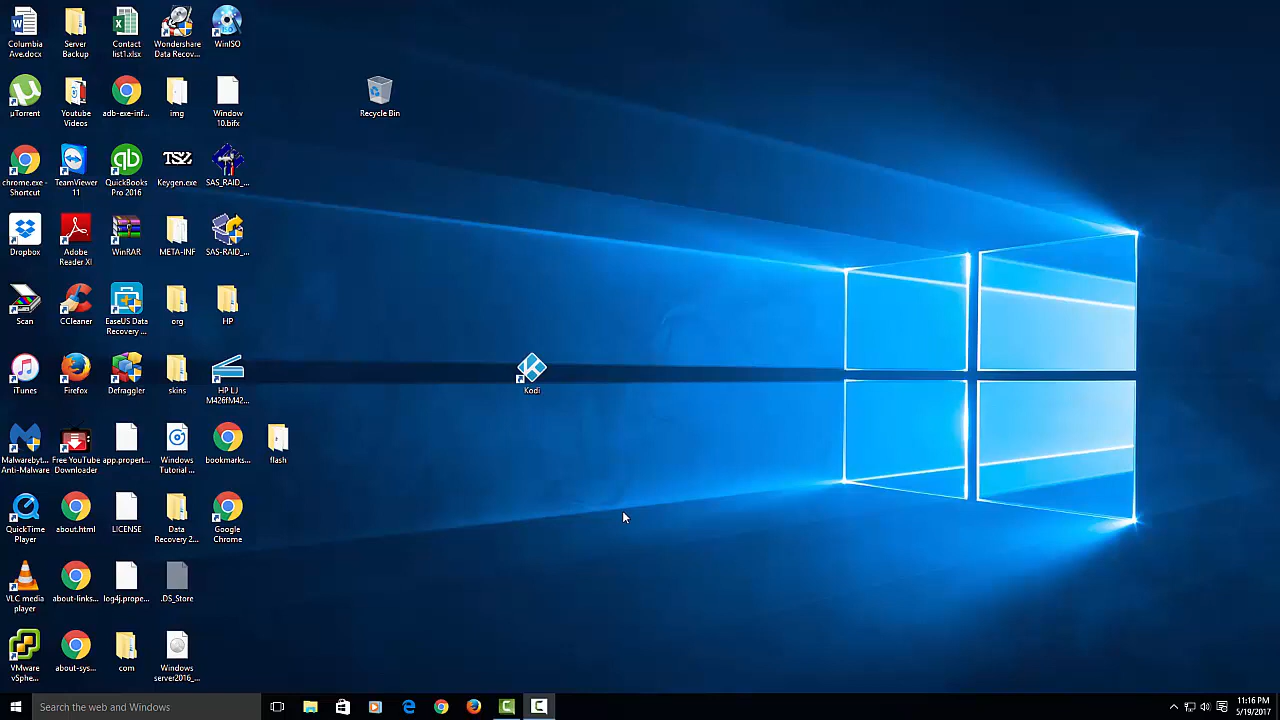 Columbia
Ave.docx
Server
Backup
Contact
list1.xlsx
Wondershare
Data Recov...
WinISO
µTorrent
Youtube
Videos
adb-exe-inf...
img
Window
10.bifx
Recycle Bin
chrome.exe -
Shortcut
TeamViewer
11
QuickBooks
Pro 2016
TSZ
Keygen.exe
SAS_RAID_...
Dropbox
Adobe
Reader XI
WinRAR
META-INF
SAS-RAID_...
Scan
CCleaner
EaseUS Data
Recovery ...
org
HP
iTunes
Firefox
Defraggler
skins
HP LJ
M426fM42...
Kodi
Malwarebyt...
Anti-Malware
Free YouTube
Downloader
app.propert...
Windows
Tutorial ...
bookmarks...
flash
QuickTime
Player
about.html
LICENSE
Data
Recovery 2...
Google
Chrome
VLC media
player
about-links...
log4j.prope...
.DS_Store
VMware
vSphe...
about-sys...
com
Windows
server2016_...
Search the web and Windows
11:16 PM
5/19/2017